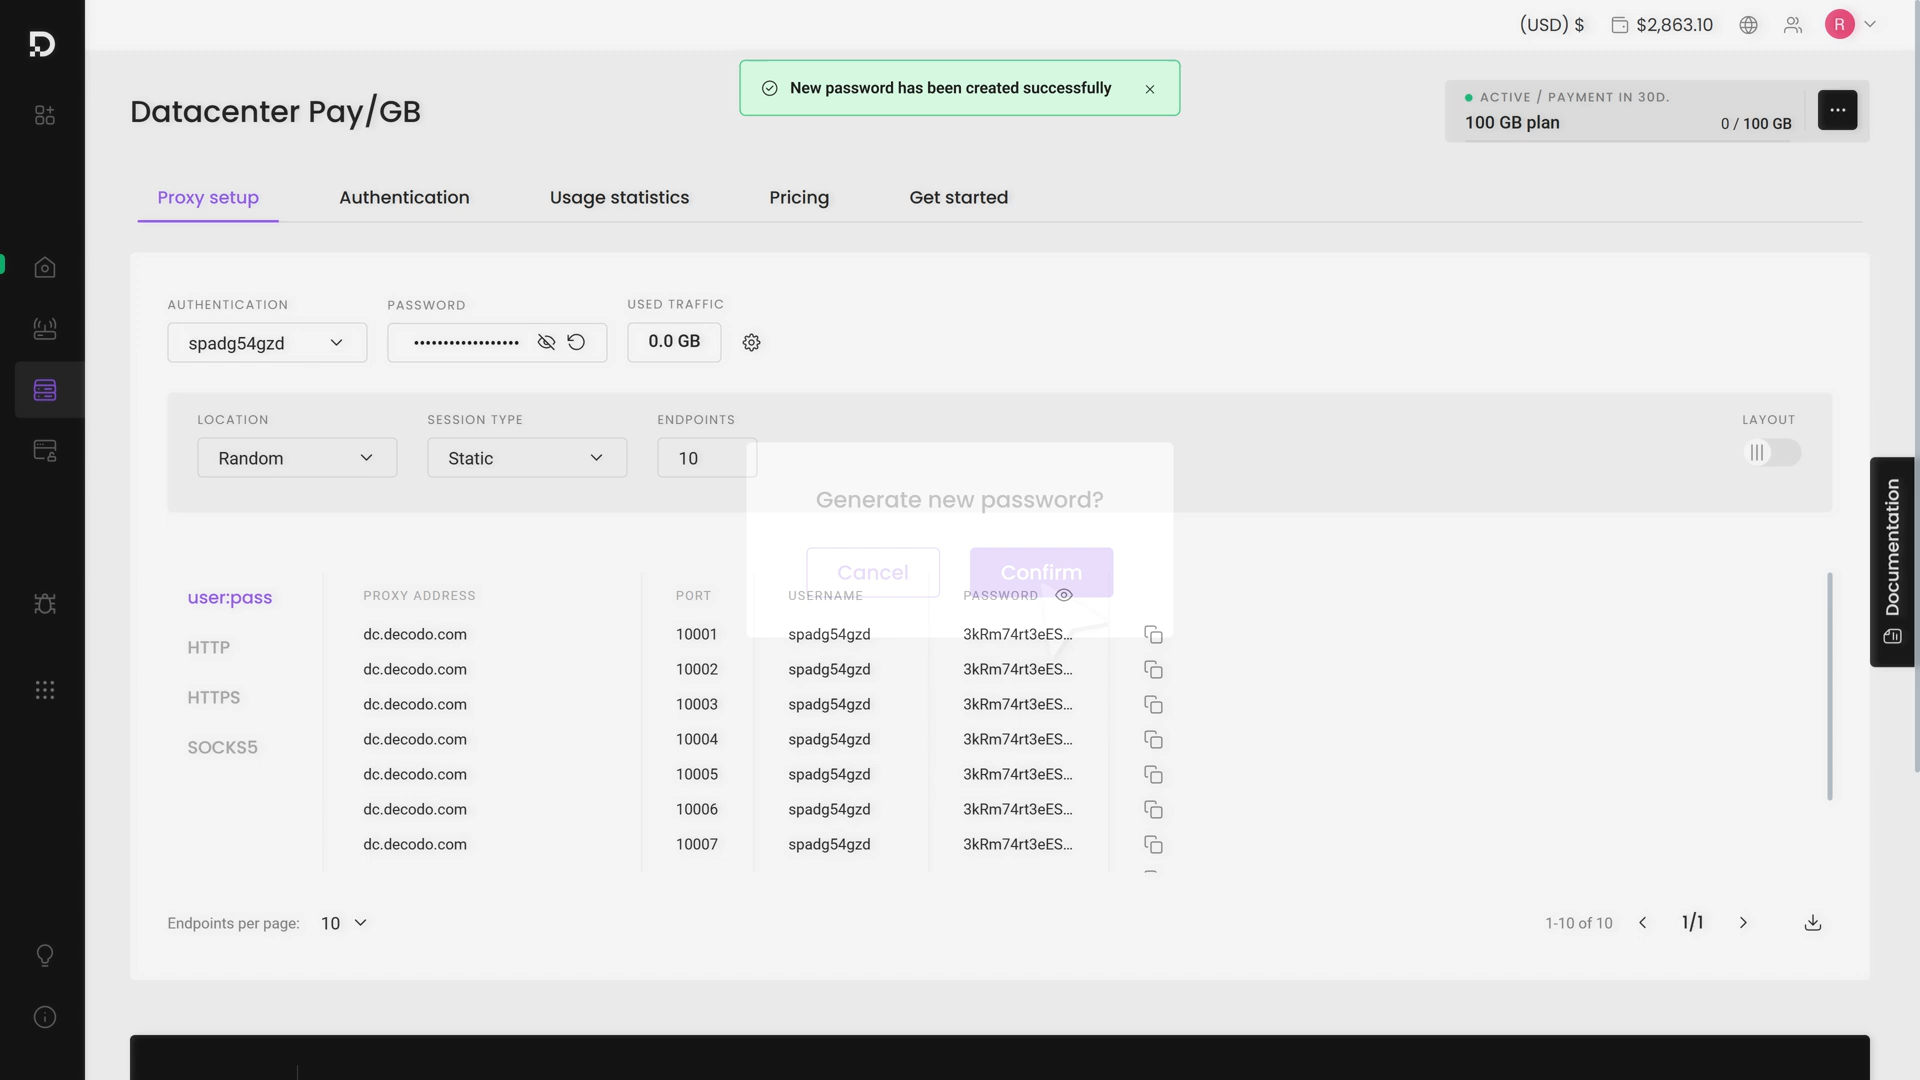 (USD) $
$2,863.10
R
New password has been created successfully
Datacenter Pay/GB
ACTIVE / PAYMENT IN 30D.
100 GB plan
0 / 100 GB
Proxy setup
Authentication
Usage statistics
Pricing
Get started
AUTHENTICATION
PASSWORD
USED TRAFFIC
spadg54gzd
••••••••••••••••••
0.0 GB
LOCATION
SESSION TYPE
ENDPOINTS
LAYOUT
Random
Static
10
Generate new password?
Cancel
Confirm
Documentation
user:pass
HTTP
HTTPS
SOCKS5
PROXY ADDRESS PORT USERNAME PASSWORD
dc.decodo.com 10001 spadg54gzd 3kRm74rt3eES...
dc.decodo.com 10002 spadg54gzd 3kRm74rt3eES...
dc.decodo.com 10003 spadg54gzd 3kRm74rt3eES...
dc.decodo.com 10004 spadg54gzd 3kRm74rt3eES...
dc.decodo.com 10005 spadg54gzd 3kRm74rt3eES...
dc.decodo.com 10006 spadg54gzd 3kRm74rt3eES...
dc.decodo.com 10007 spadg54gzd 3kRm74rt3eES...
Endpoints per page: 10
1-10 of 10
1/1